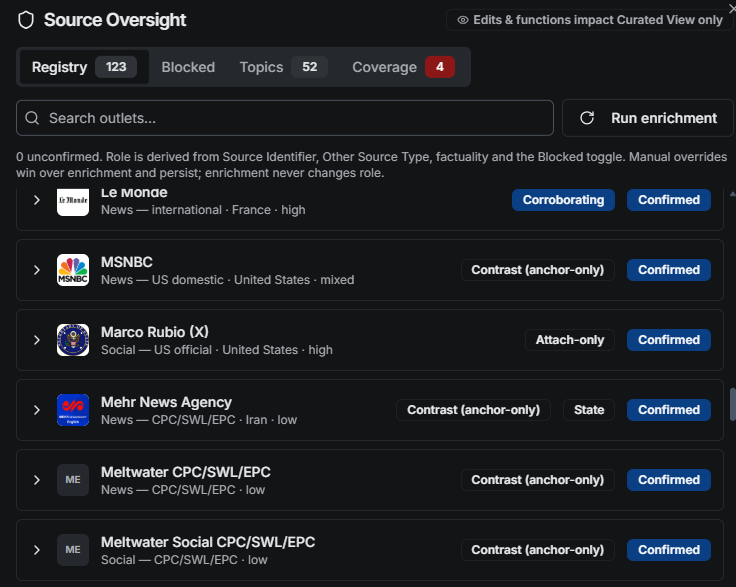 Source Oversight
Edits & functions impact Curated View only
Registry 123 Blocked Topics 52 Coverage 4
Search outlets...
Run enrichment
0 unconfirmed. Role is derived from Source Identifier, Other Source Type, factuality and the Blocked toggle. Manual overrides
win over enrichment and persist; enrichment never changes role.
Le Monde
Le Monde
News — international · France · high
Corroborating
Confirmed
MSNBC
MSNBC
News — US domestic · United States · mixed
Contrast (anchor-only)
Confirmed
Marco Rubio (X)
Social — US official · United States · high
Attach-only
Confirmed
Mehr News Agency
News — CPC/SWL/EPC · Iran · low
Contrast (anchor-only)
State
Confirmed
ME
Meltwater CPC/SWL/EPC
News — CPC/SWL/EPC · low
Contrast (anchor-only)
Confirmed
ME
Meltwater Social CPC/SWL/EPC
Social — CPC/SWL/EPC · low
Contrast (anchor-only)
Confirmed